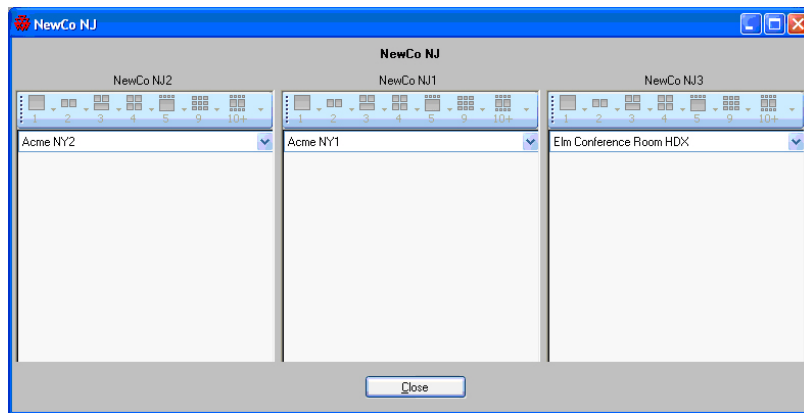 NewCo NJ
NewCo NJ
NewCo NJ2 NewCo NJ1 NewCo NJ3
1 2 3 4 5 9 10+ 1 2 3 4 5 9 10+ 1 2 3 4 5 9 10+
Acme NY2 Acme NY1 Elm Conference Room HDX
Close